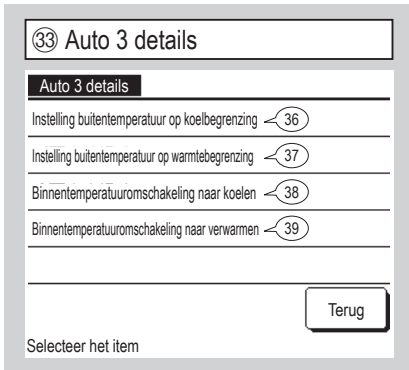 ㉝ Auto 3 details
Auto 3 details
Instelling buitentemperatuur op koelbegrenzing 36
Instelling buitentemperatuur op warmtebegrenzing 37
Binnentemperatuuromschakeling naar koelen 38
Binnentemperatuuromschakeling naar verwarmen 39
Terug
Selecteer het item